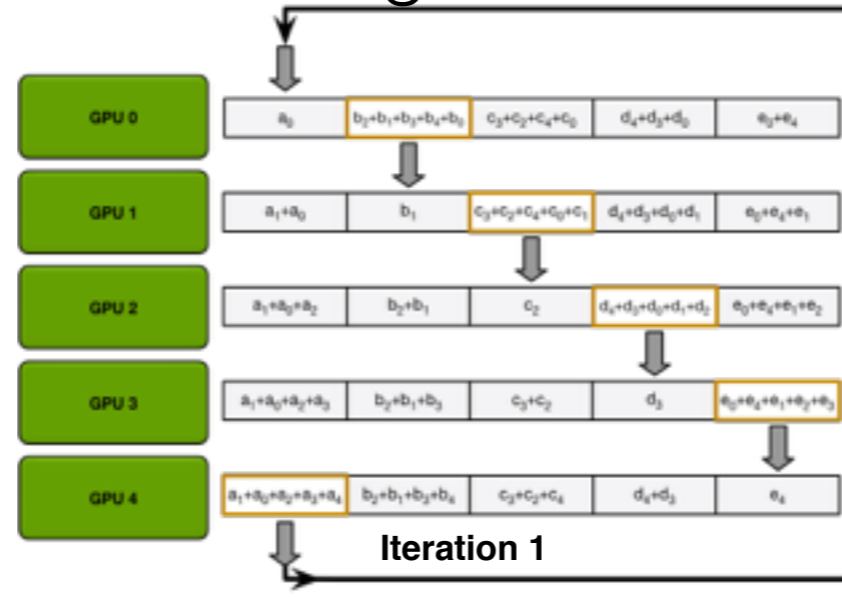 GPU 0 a₀ b₂+b₁+b₃+b₄+b₀ c₃+c₂+c₄+c₀ d₄+d₃+d₀ e₀+e₄
GPU 1 a₁+a₀ b₁ c₃+c₂+c₄+c₀+c₁ d₄+d₃+d₀+d₁ e₀+e₄+e₁
GPU 2 a₁+a₀+a₂ b₂+b₁ c₂ d₄+d₃+d₀+d₁+d₂ e₀+e₄+e₁+e₂
GPU 3 a₁+a₀+a₂+a₃ b₂+b₁+b₃ c₃+c₂ d₃ e₀+e₄+e₁+e₂+e₃
GPU 4 a₁+a₀+a₂+a₃+a₄ b₂+b₁+b₃+b₄ c₃+c₂+c₄ d₄+d₃ e₄
Iteration 1